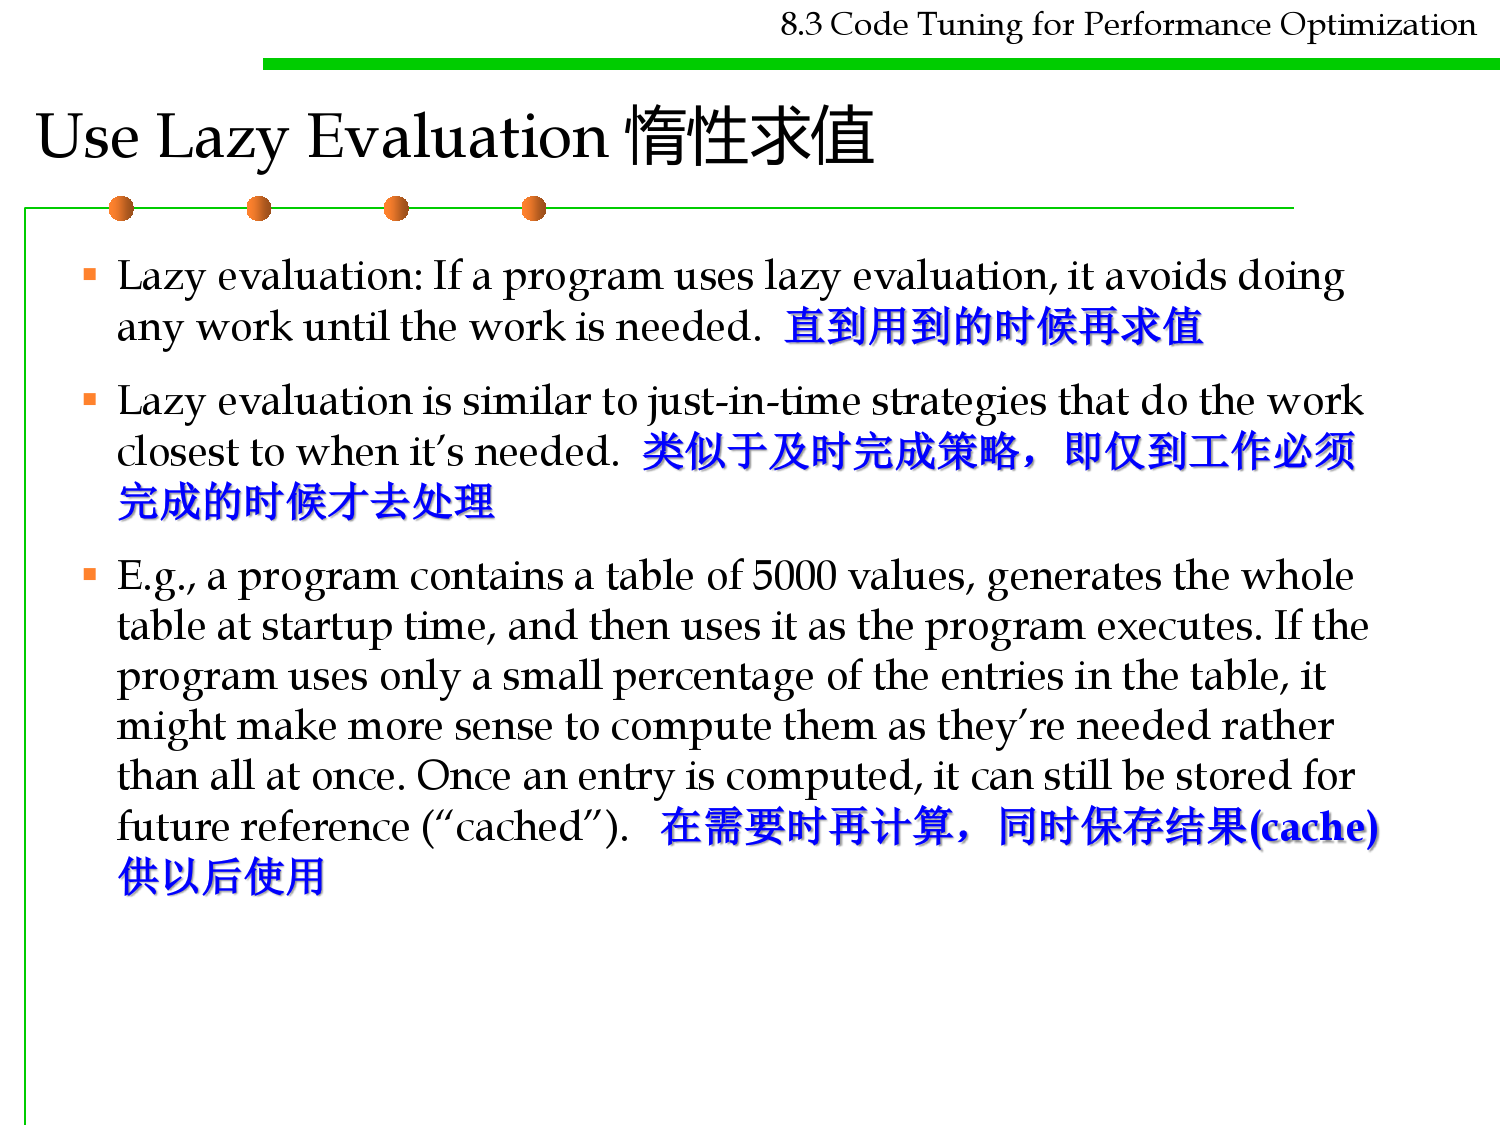 8.3 Code Tuning for Performance Optimization
Use Lazy Evaluation 惰性求值
▪ Lazy evaluation: If a program uses lazy evaluation, it avoids doing
any work until the work is needed. 直到用到的时候再求值
▪ Lazy evaluation is similar to just-in-time strategies that do the work
closest to when it’s needed. 类似于及时完成策略，即仅到工作必须
完成的时候才去处理
▪ E.g., a program contains a table of 5000 values, generates the whole
table at startup time, and then uses it as the program executes. If the
program uses only a small percentage of the entries in the table, it
might make more sense to compute them as they’re needed rather
than all at once. Once an entry is computed, it can still be stored for
future reference (“cached”). 在需要时再计算，同时保存结果(cache)
供以后使用